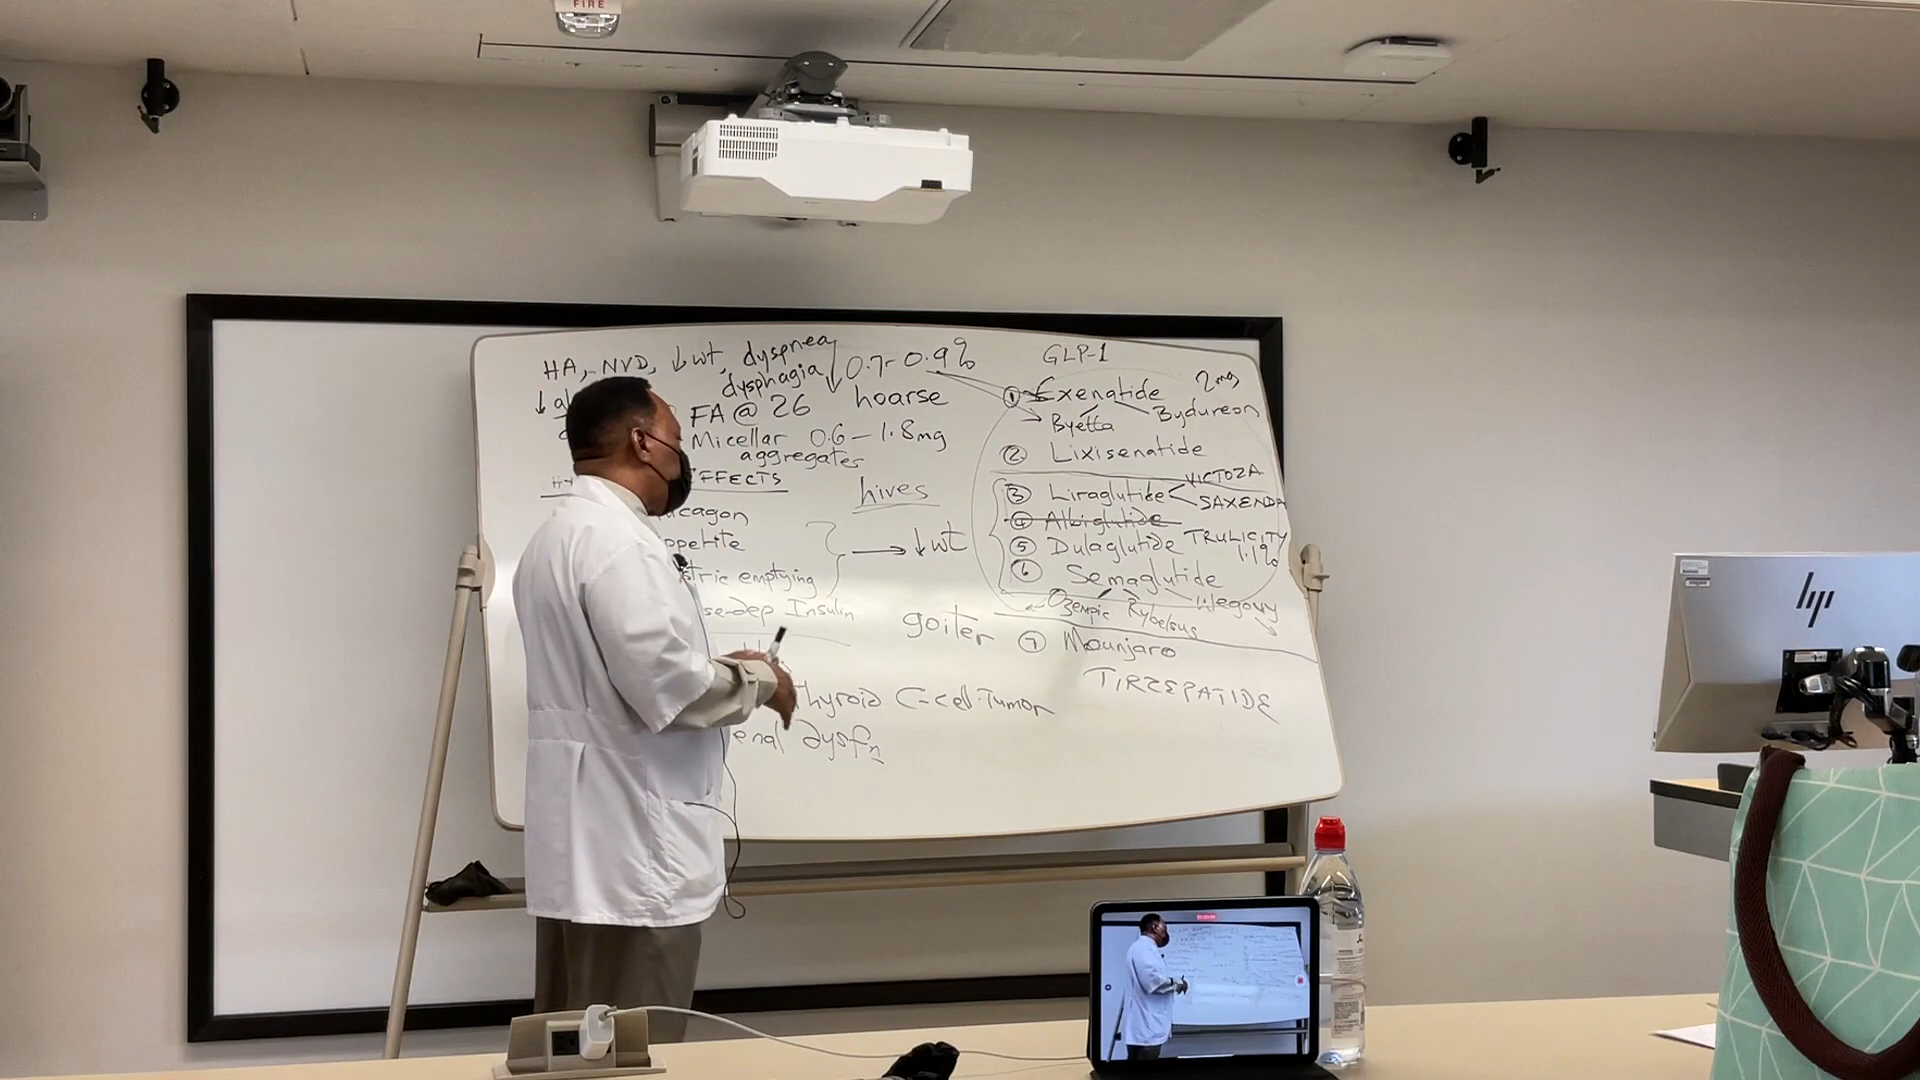 FIRE
HA, NVD, ↓wt, dyspnea
dysphagia
FA @ 26
Micellar 0.6 - 1.8mg
aggregates
0.7 - 0.9%
hoarse
EFFECTS
hives
ucagon
ppetite
stric emptying
se-dep Insulin
→ ↓wt
goiter
Thyroid C-cell Tumor
enal dysfn
GLP-1
① Exenatide 2mg
Byetta Bydureon
② Lixisenatide
③ Liraglutide VICTOZA
SAXENDA
④ Albiglutide
⑤ Dulaglutide TRULICITY
1.1%
⑥ Semaglutide
Ozempic Rybelsus Wegovy
⑦ Mounjaro
TIRZEPATIDE
hp